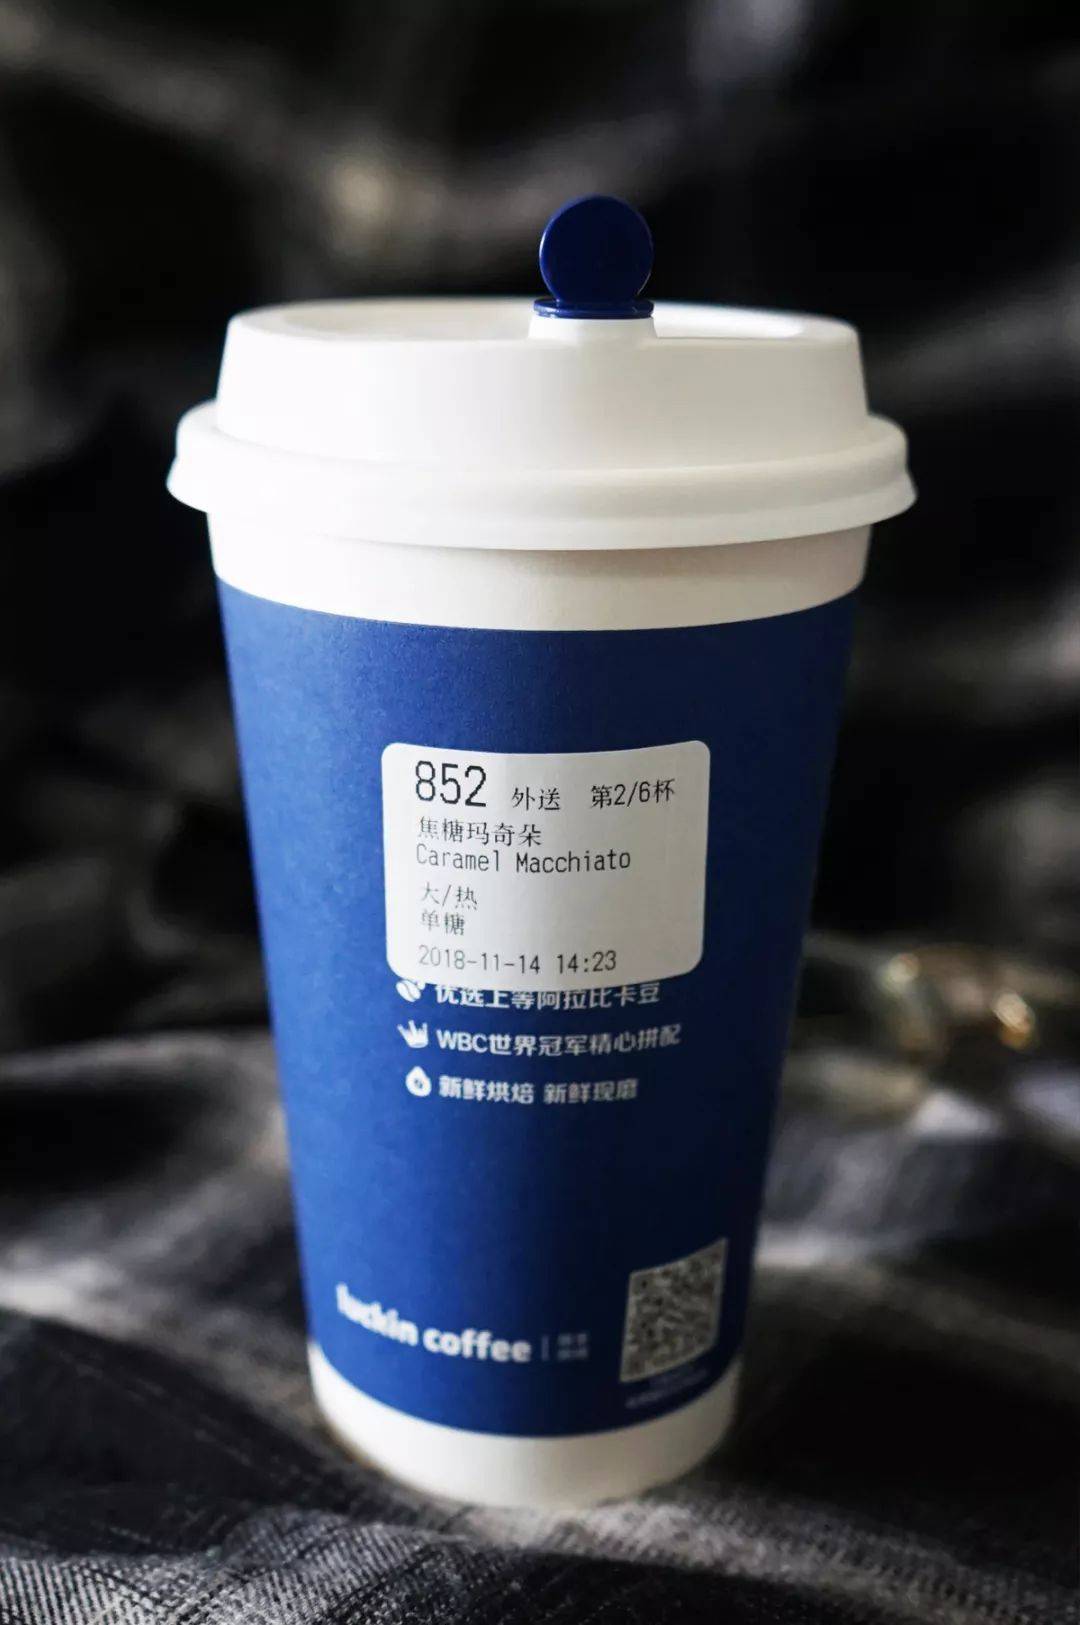 852 外送 第2/6杯
焦糖玛奇朵
Caramel Macchiato
大/热
单糖
2018-11-14 14:23
优选上等阿拉比卡豆
WBC世界冠军精心拼配
新鲜烘焙 新鲜现磨
luckin coffee